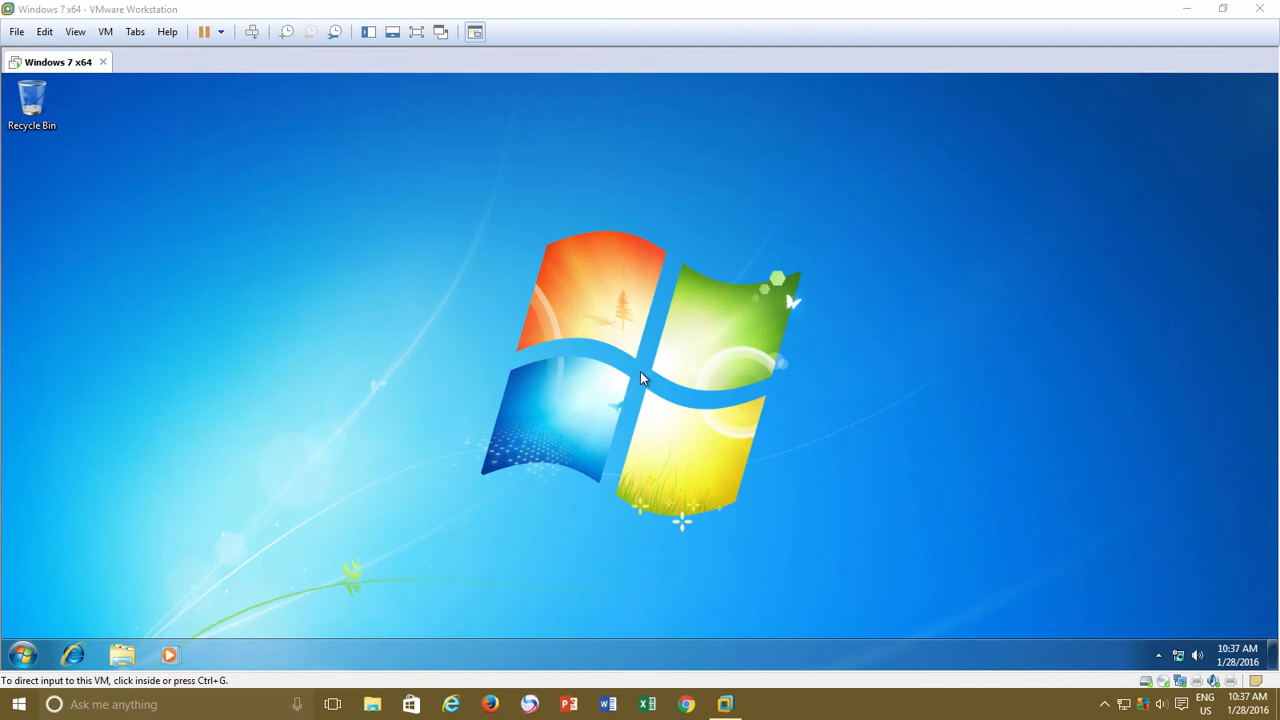 Windows 7 x64 - VMware Workstation
File Edit View VM Tabs Help
Windows 7 x64
Recycle Bin
10:37 AM
1/28/2016
To direct input to this VM, click inside or press Ctrl+G.
Ask me anything
ENG
US
10:37 AM
1/28/2016